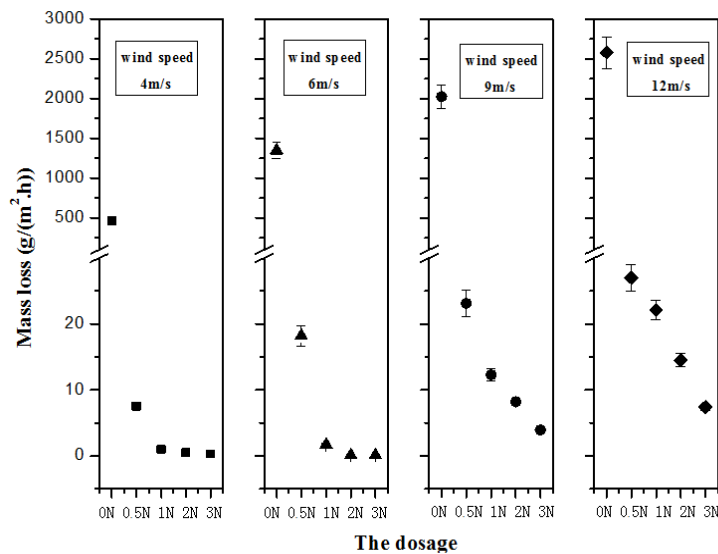 wind speed
4m/s
wind speed
6m/s
wind speed
9m/s
wind speed
12m/s
3000
2500
2000
1500
1000
500
20
10
0
Mass loss (g/(m².h))
0N 0.5N 1N 2N 3N
0N 0.5N 1N 2N 3N
0N 0.5N 1N 2N 3N
0N 0.5N 1N 2N 3N
The dosage